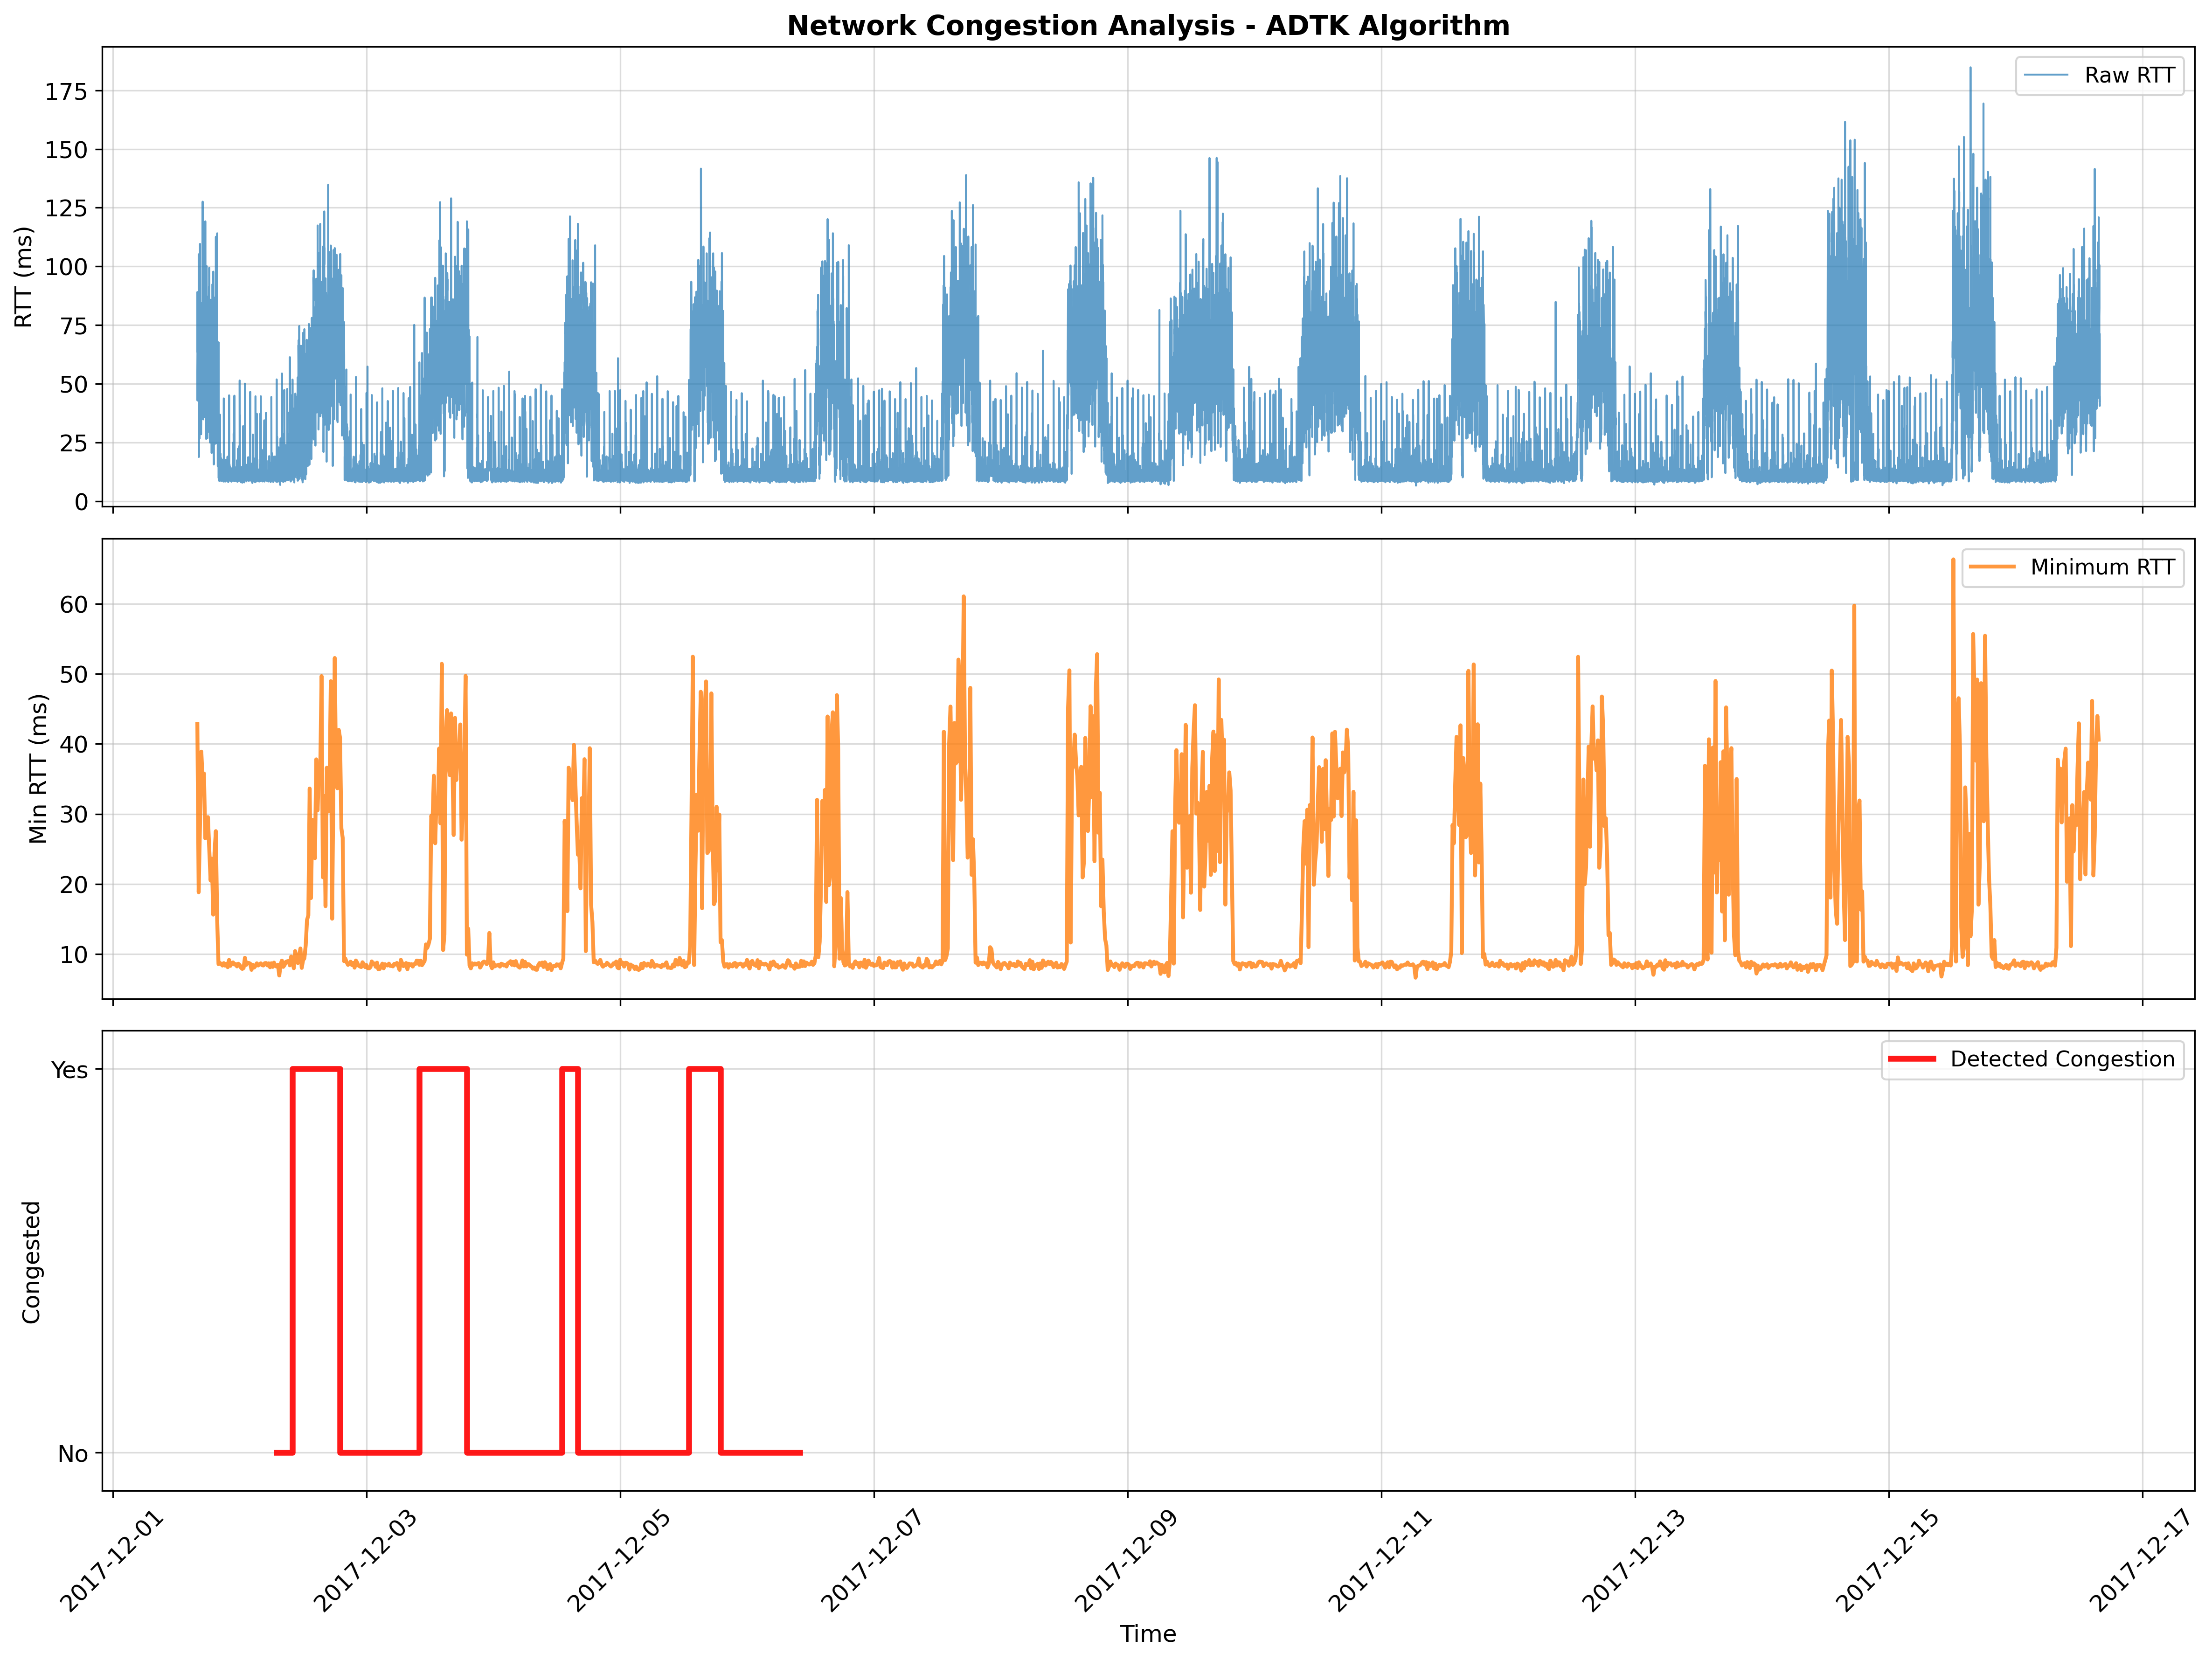 Network Congestion Analysis - ADTK Algorithm
Raw RTT
175
150
125
100
75
50
25
0
RTT (ms)
Minimum RTT
60
50
40
30
20
10
Min RTT (ms)
Detected Congestion
Yes
No
Congested
2017-12-01
2017-12-03
2017-12-05
2017-12-07
2017-12-09
2017-12-11
2017-12-13
2017-12-15
2017-12-17
Time